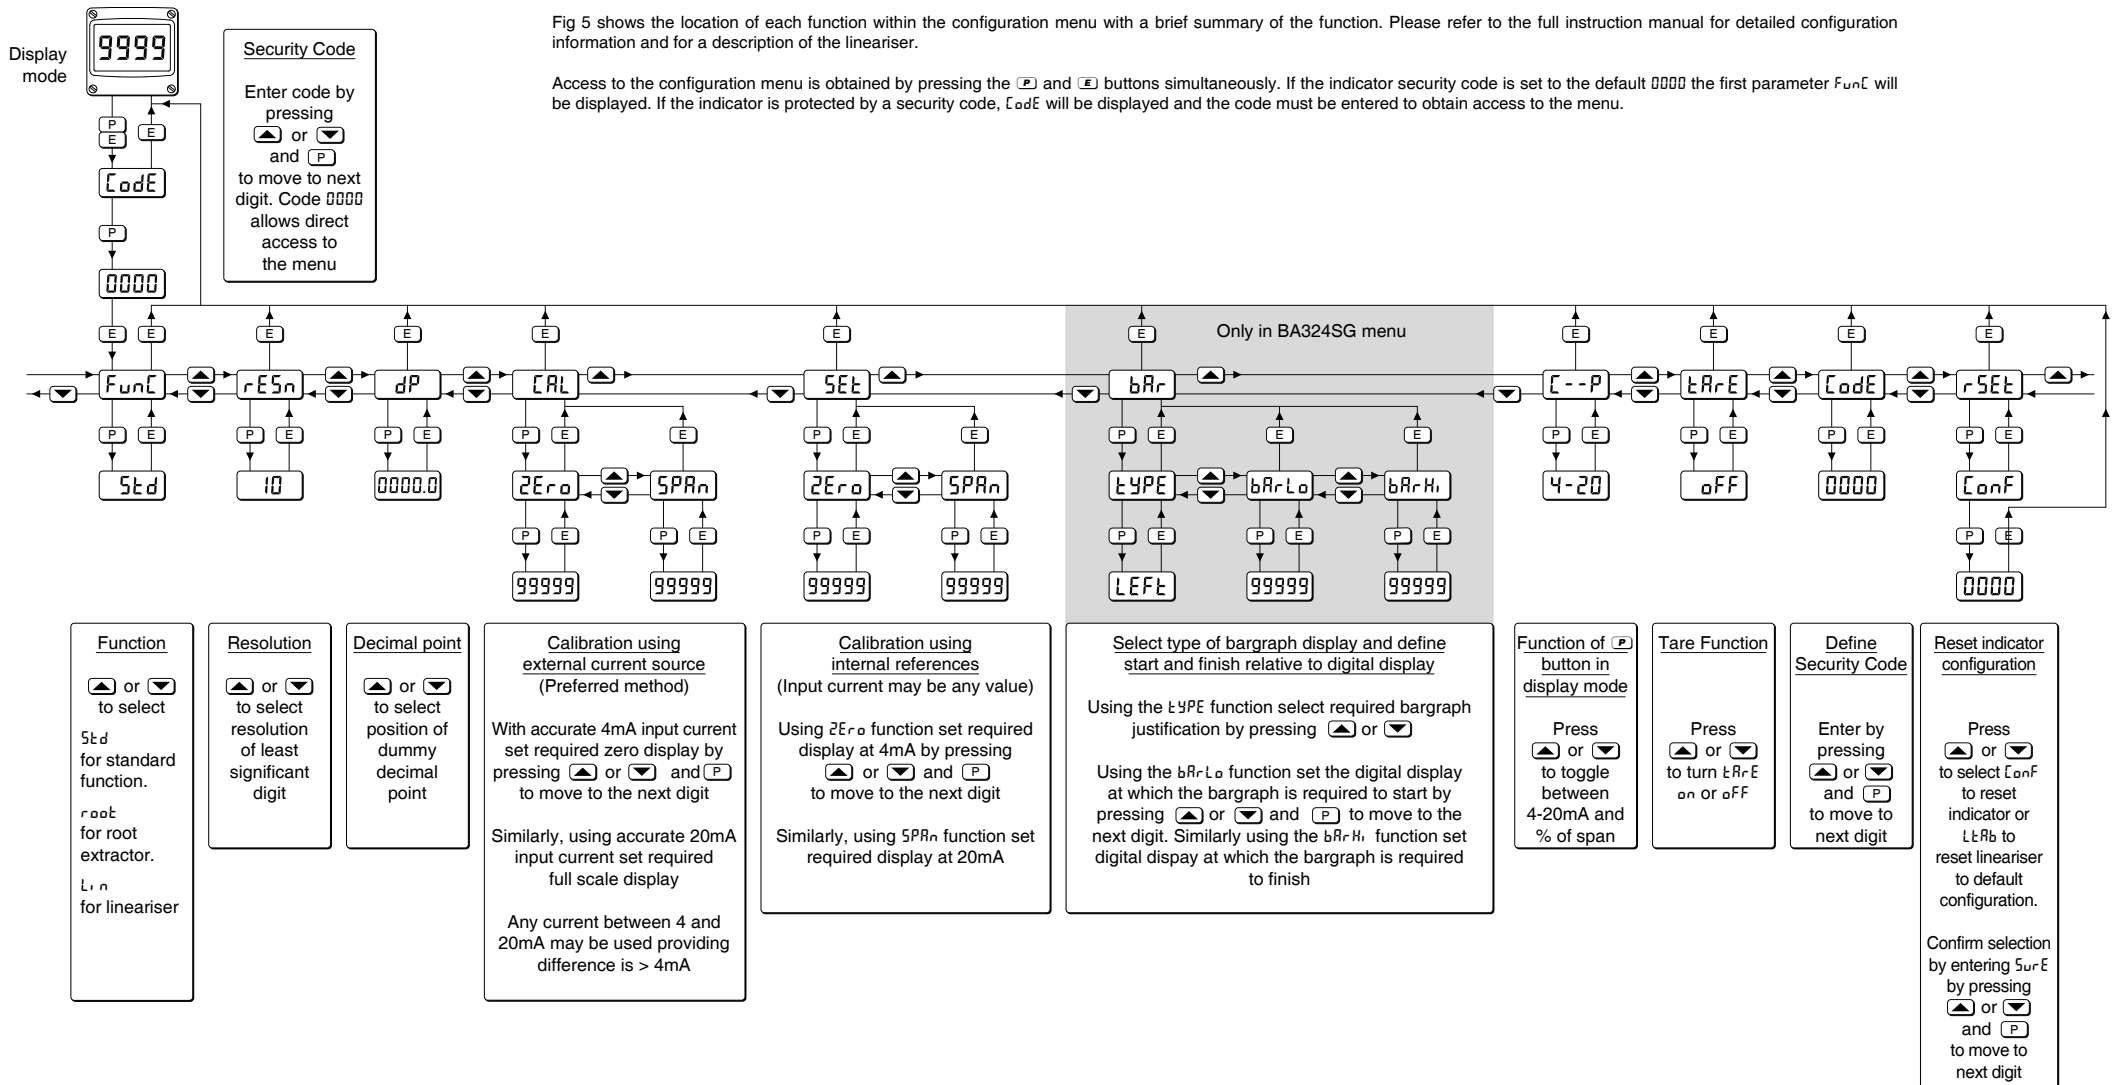 Fig 5 shows the location of each function within the configuration menu with a brief summary of the function. Please refer to the full instruction manual for detailed configuration
information and for a description of the lineariser.
Access to the configuration menu is obtained by pressing the P and E buttons simultaneously. If the indicator security code is set to the default 0000 the first parameter FunC will
be displayed. If the indicator is protected by a security code, CodE will be displayed and the code must be entered to obtain access to the menu.
Display
mode
9999
P
E
E
CodE
P
0000
Security Code
Enter code by
pressing
▲ or ▼
and P
to move to next
digit. Code 0000
allows direct
access to
the menu
E E E E E E E E E E E
Only in BA324SG menu
FunC rESn dP CAL SEt bAr C--P tArE CodE rSEt
P E P E P E P E E P E E P E E E P E P E P E P E
Std 10 0000.0 ZEro SPAn ZEro SPAn tYPE bArLo bArHi 4-20 oFF 0000 ConF
P E P E P E P E P E P E P E P E
99999 99999 99999 99999 LEFt 99999 99999 0000
Function
▲ or ▼
to select
Std
for standard
function.
root
for root
extractor.
Lin
for lineariser
Resolution
▲ or ▼
to select
resolution
of least
significant
digit
Decimal point
▲ or ▼
to select
position of
dummy
decimal
point
Calibration using
external current source
(Preferred method)
With accurate 4mA input current
set required zero display by
pressing ▲ or ▼ and P
to move to the next digit
Similarly, using accurate 20mA
input current set required
full scale display
Any current between 4 and
20mA may be used providing
difference is > 4mA
Calibration using
internal references
(Input current may be any value)
Using ZEro function set required
display at 4mA by pressing
▲ or ▼ and P
to move to the next digit
Similarly, using SPAn function set
required display at 20mA
Select type of bargraph display and define
start and finish relative to digital display
Using the tYPE function select required bargraph
justification by pressing ▲ or ▼
Using the bArLo function set the digital display
at which the bargraph is required to start by
pressing ▲ or ▼ and P to move to the
next digit. Similarly using the bArHi function set
digital dispay at which the bargraph is required
to finish
Function of P
button in
display mode
Press
▲ or ▼
to toggle
between
4-20mA and
% of span
Tare Function
Press
▲ or ▼
to turn tArE
on or oFF
Define
Security Code
Enter by
pressing
▲ or ▼
and P
to move to
next digit
Reset indicator
configuration
Press
▲ or ▼
to select ConF
to reset
indicator or
LtAb to
reset lineariser
to default
configuration.
Confirm selection
by entering SurE
by pressing
▲ or ▼
and P
to move to
next digit